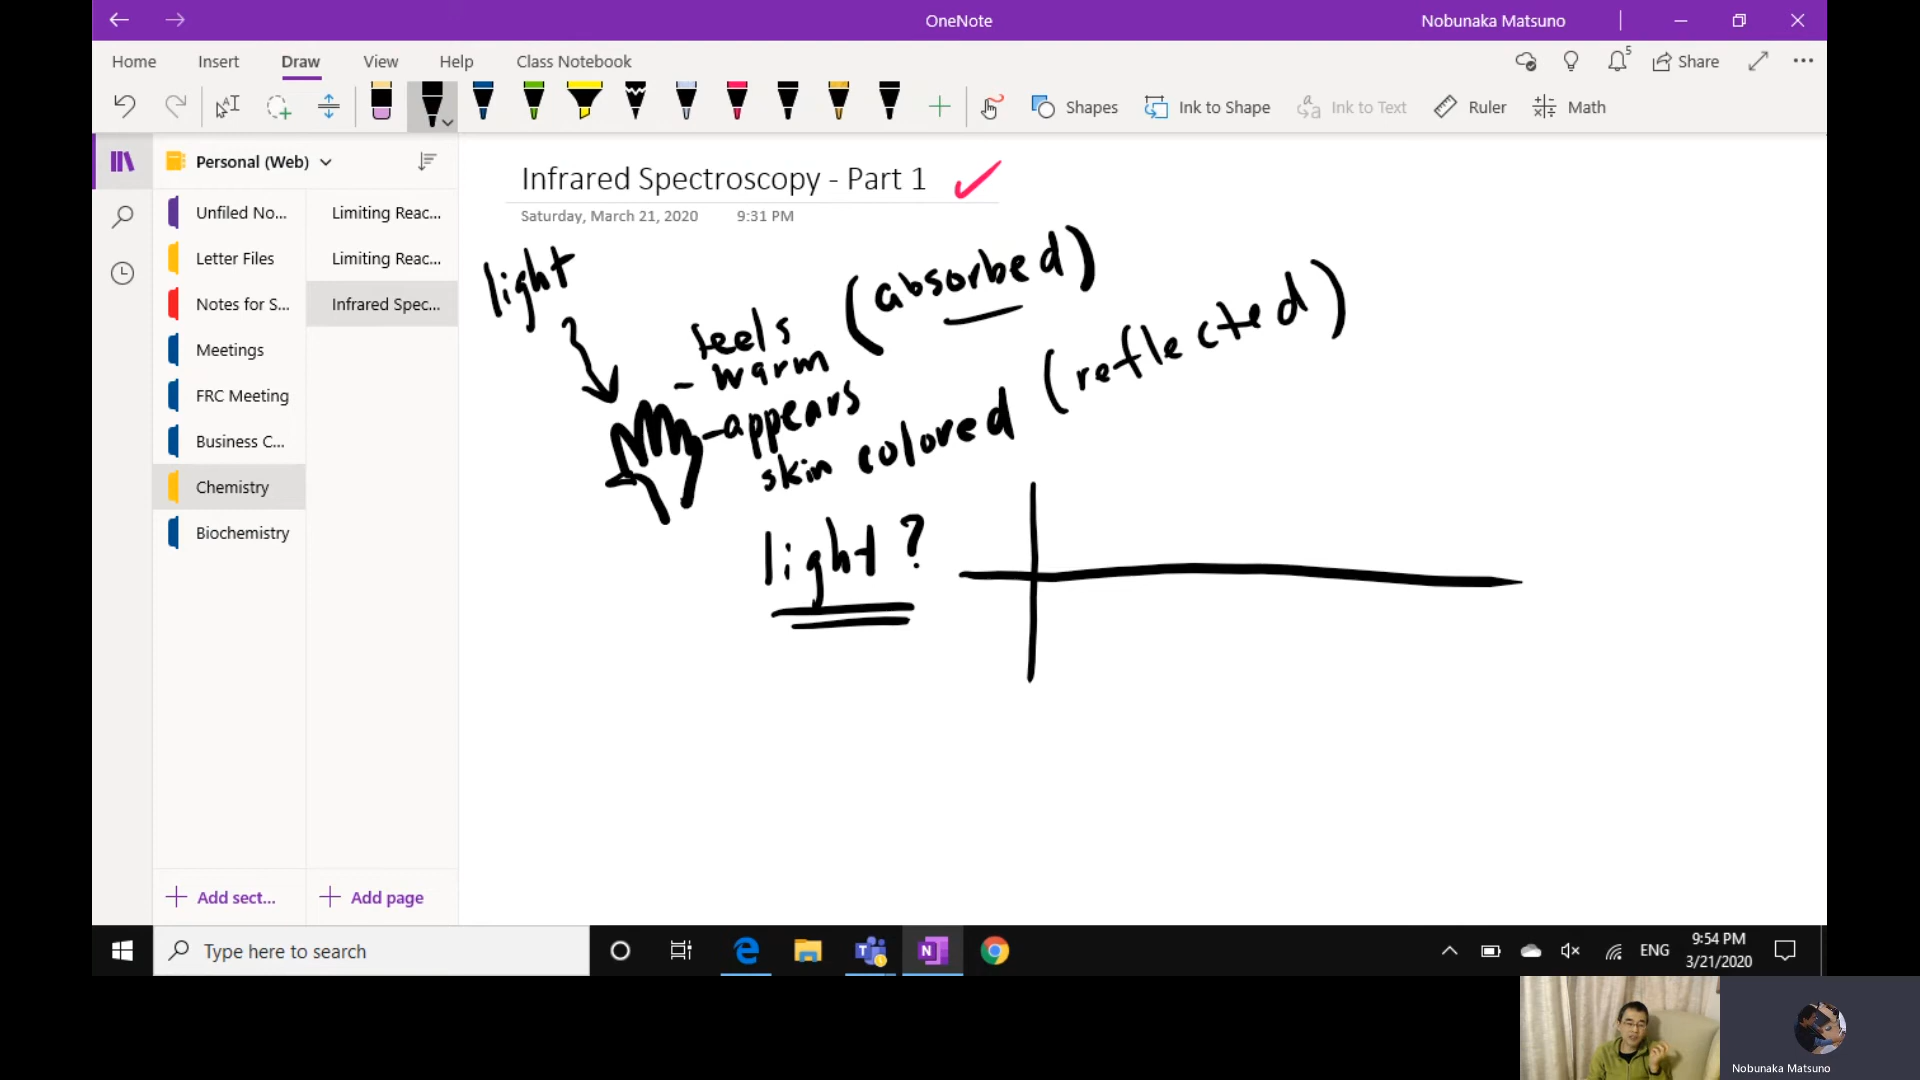 OneNote
Nobunaka Matsuno
Home Insert Draw View Help Class Notebook
5
Share
Shapes
Ink to Shape
Ink to Text
Ruler
Math
Personal (Web)
Unfiled No...
Letter Files
Notes for S...
Meetings
FRC Meeting
Business C...
Chemistry
Biochemistry
Limiting Reac...
Limiting Reac...
Infrared Spec...
Add sect...
Add page
Infrared Spectroscopy - Part 1
Saturday, March 21, 2020 9:31 PM
light
- feels
warm (absorbed)
- appears
skin colored (reflected)
light?
Type here to search
ENG
9:54 PM
3/21/2020
Nobunaka Matsuno